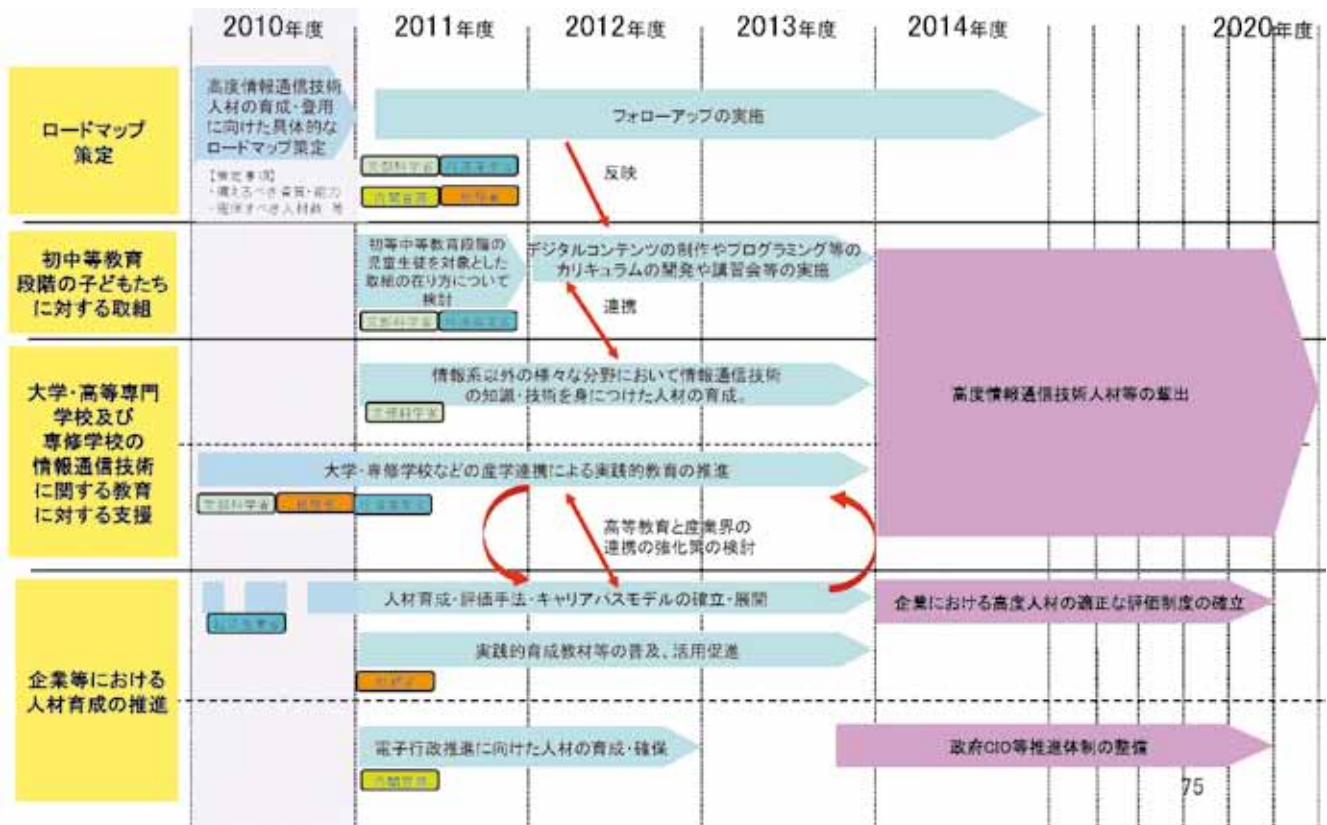 2010年度
2011年度
2012年度
2013年度
2014年度
2020年度
ロードマップ
策定
高度情報通信技術
人材の育成・登用
に向けた具体的な
ロードマップ策定
フォローアップの実施
反映
初中等教育
段階の子どもたち
に対する取組
初等中等教育段階の
児童生徒を対象とした
取組の在り方について
検討
デジタルコンテンツの制作やプログラミング等の
カリキュラムの開発や講習会等の実施
連携
大学・高等専門
学校及び
専修学校の
情報通信技術
に関する教育
に対する支援
情報系以外の様々な分野において情報通信技術
の知識・技術を身につけた人材の育成。
高度情報通信技術人材等の輩出
大学・専修学校などの産学連携による実践的教育の推進
高等教育と産業界の
連携の強化策の検討
企業等における
人材育成の推進
人材育成・評価手法・キャリアパスモデルの確立・展開
企業における高度人材の適正な評価制度の確立
実践的育成教材等の普及、活用促進
電子行政推進に向けた人材の育成・確保
政府CIO等推進体制の整備
75